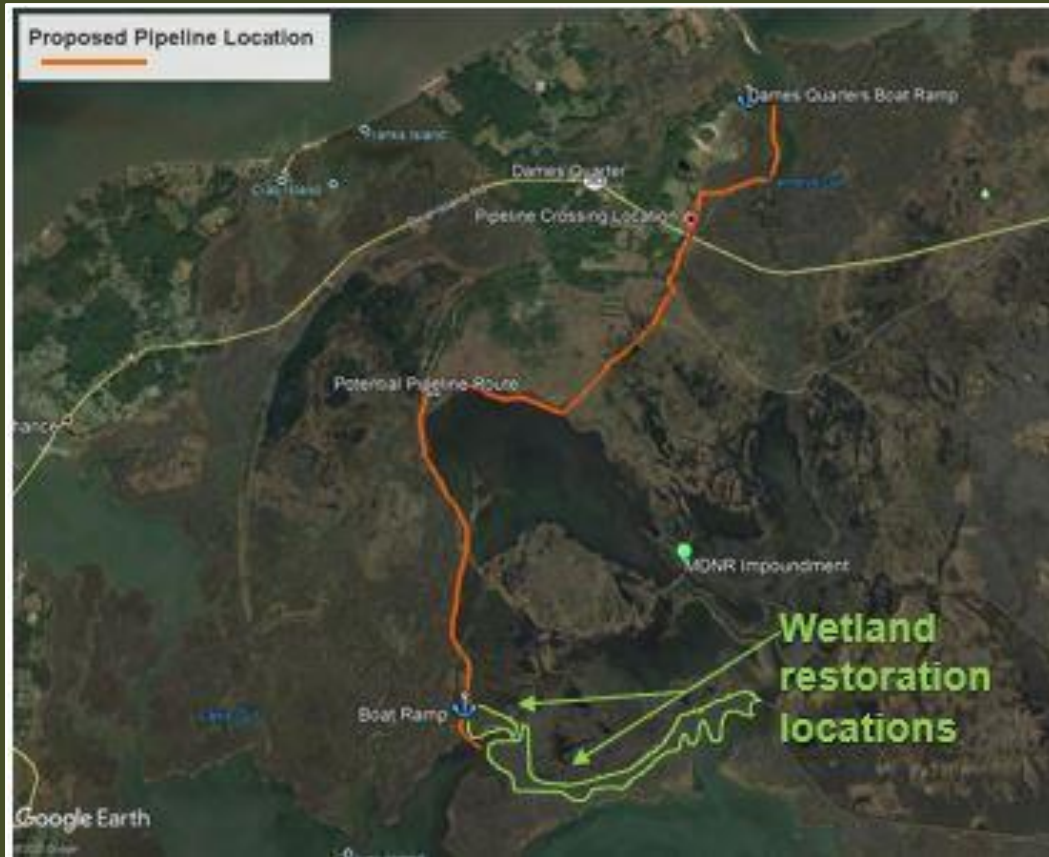 Proposed Pipeline Location
Dames Quarters Boat Ramp
Dames Quarter
Pipeline Crossing Location
Potential Pipeline Route
MDNR Impoundment
Wetland
restoration
locations
Boat Ramp
Google Earth